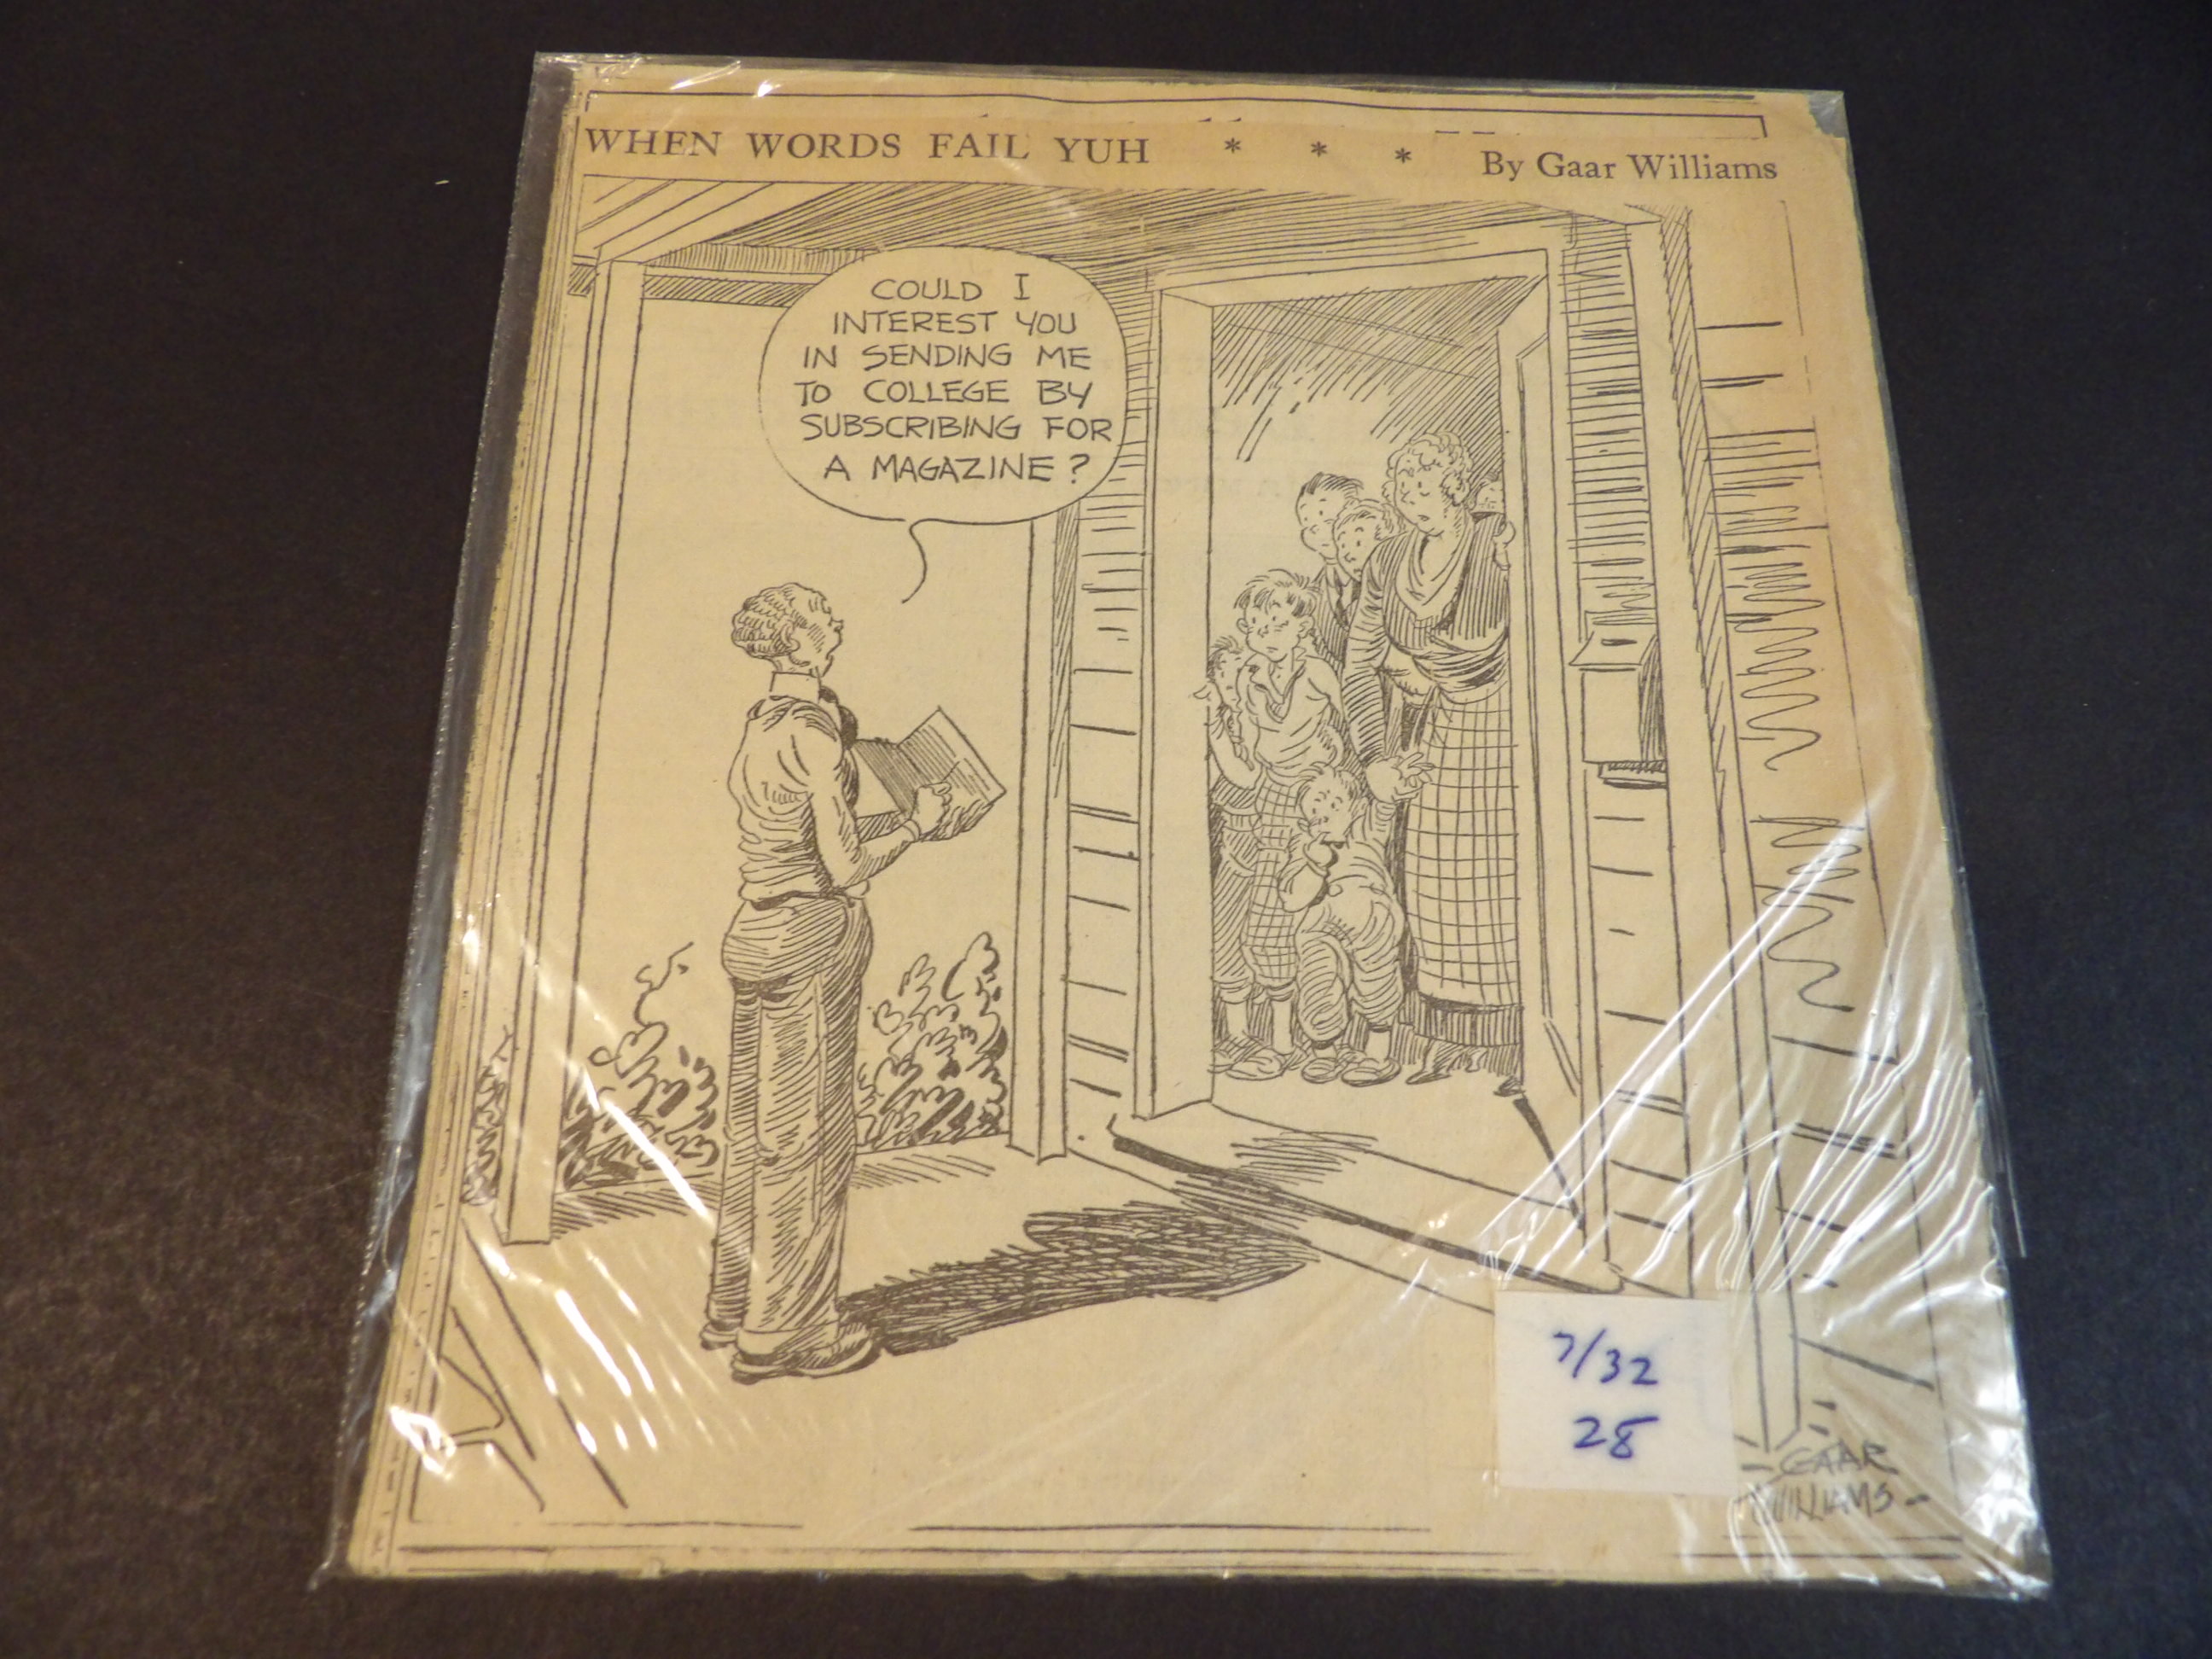 WHEN WORDS FAIL YUH * * * By Gaar Williams
COULD I
INTEREST YOU
IN SENDING ME
TO COLLEGE BY
SUBSCRIBING FOR
A MAGAZINE?
7/32
28
GAAR
WILLIAMS-